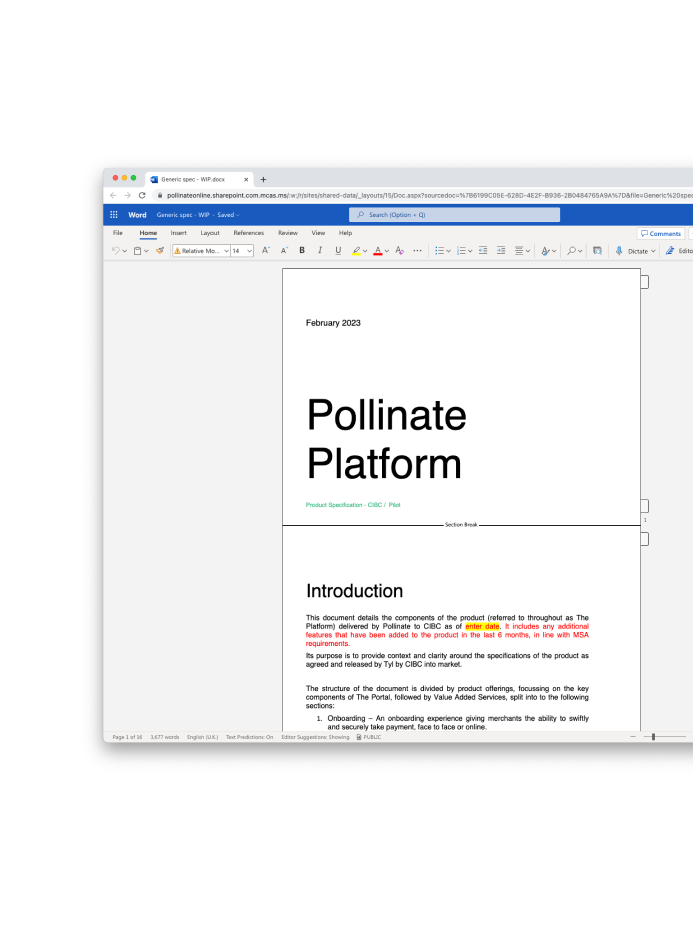 Generic spec - WIP.docx
pollinateonline.sharepoint.com.mcas.ms/:w:/r/sites/shared-data/_layouts/15/Doc.aspx?sourcedoc=%7B6199C05E-628D-4E2F-B936-2B0484765A9A%7D&file=Generic%20spec
Word Generic spec - WIP - Saved Search (Option + Q)
File Home Insert Layout References Review View Help Comments
Relative Mo... 14 A A B I U A A Dictate Edito
February 2023
Pollinate
Platform
Product Specification - CIBC / Pilot
Section Break
1
Introduction
This document details the components of the product (referred to throughout as The
Platform) delivered by Pollinate to CIBC as of enter date. It includes any additional
features that have been added to the product in the last 6 months, in line with MSA
requirements.
Its purpose is to provide context and clarity around the specifications of the product as
agreed and released by Tyl by CIBC into market.
The structure of the document is divided by product offerings, focussing on the key
components of The Portal, followed by Value Added Services, split into to the following
sections:
1. Onboarding – An onboarding experience giving merchants the ability to swiftly
and securely take payment, face to face or online.
Page 1 of 16 3,677 words English (U.K.) Text Predictions: On Editor Suggestions: Showing PUBLIC